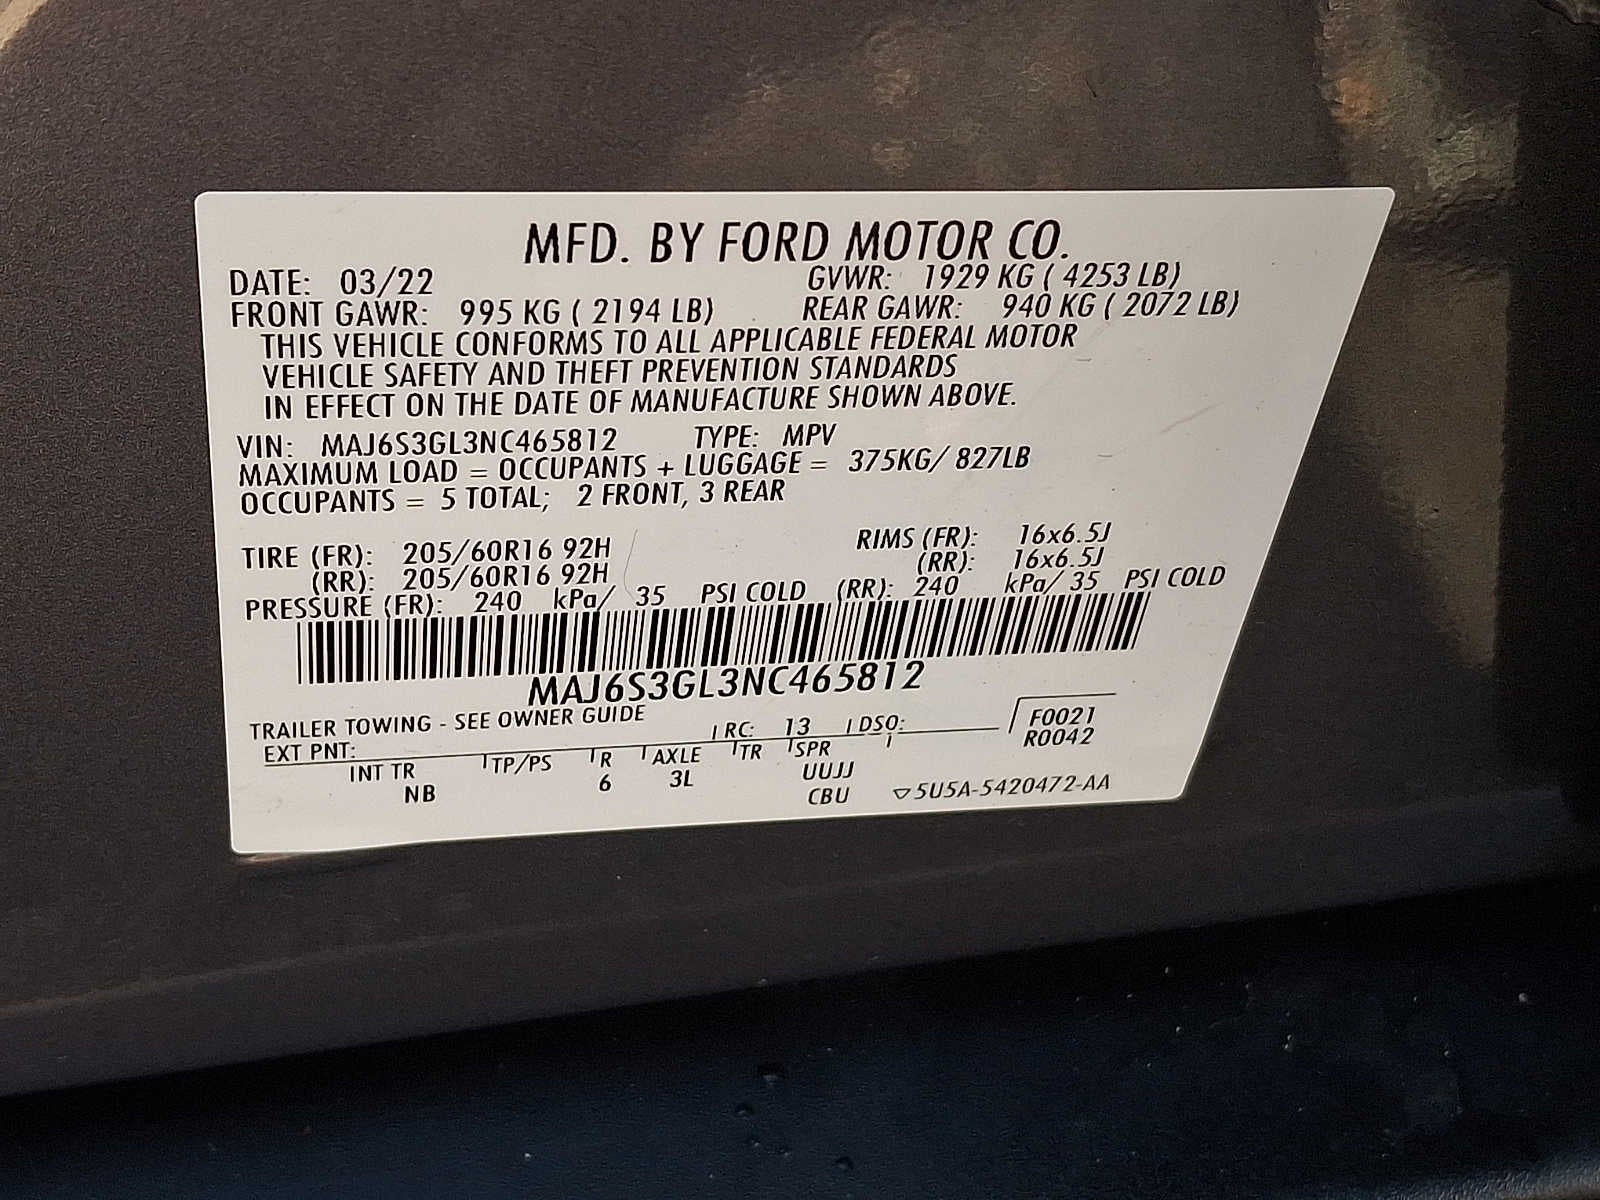 MFD. BY FORD MOTOR CO.
DATE: 03/22 GVWR: 1929 KG ( 4253 LB)
FRONT GAWR: 995 KG ( 2194 LB) REAR GAWR: 940 KG ( 2072 LB)
THIS VEHICLE CONFORMS TO ALL APPLICABLE FEDERAL MOTOR
VEHICLE SAFETY AND THEFT PREVENTION STANDARDS
IN EFFECT ON THE DATE OF MANUFACTURE SHOWN ABOVE.
VIN: MAJ6S3GL3NC465812 TYPE: MPV
MAXIMUM LOAD = OCCUPANTS + LUGGAGE = 375KG/ 827LB
OCCUPANTS = 5 TOTAL; 2 FRONT, 3 REAR
TIRE (FR): 205/60R16 92H RIMS (FR): 16x6.5J
(RR): 205/60R16 92H (RR): 16x6.5J
PRESSURE (FR): 240 kPa/ 35 PSI COLD (RR): 240 kPa/ 35 PSI COLD
MAJ6S3GL3NC465812
TRAILER TOWING - SEE OWNER GUIDE
EXT PNT: RC: 13 DSO: F0021
R0042
INT TR TP/PS R AXLE TR SPR
NB 6 3L UUJJ
CBU ▽5U5A-5420472-AA